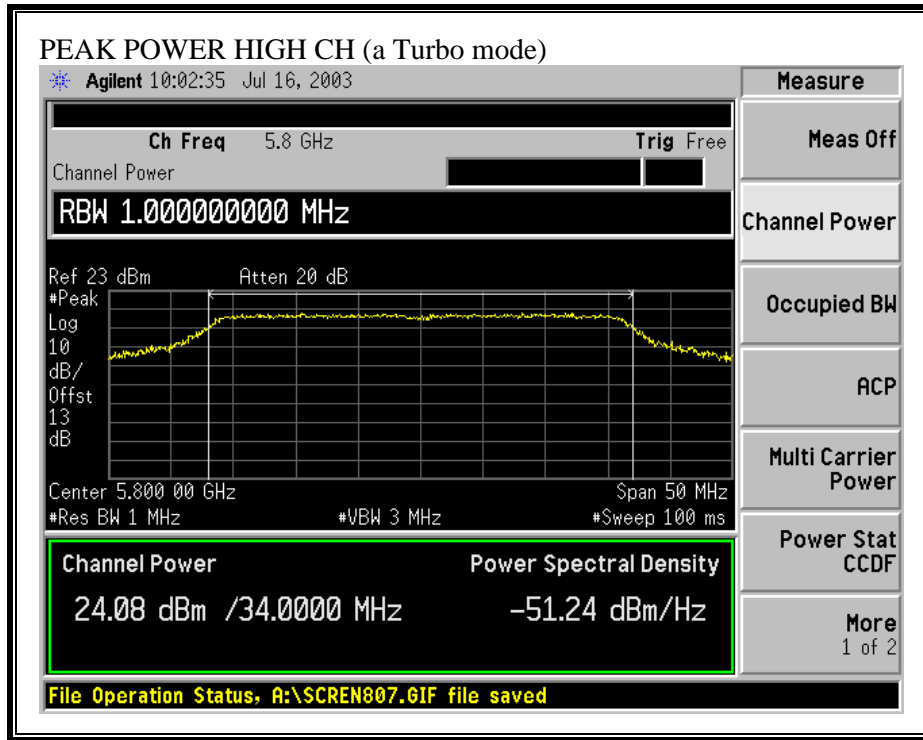 PEAK POWER HIGH CH (a Turbo mode)
Agilent 10:02:35 Jul 16, 2003
Measure
Ch Freq 5.8 GHz Trig Free
Meas Off
Channel Power
RBW 1.000000000 MHz
Channel Power
Ref 23 dBm Atten 20 dB
#Peak
Log
10
dB/
Offst
13
dB
Occupied BW
ACP
Multi Carrier
Power
Center 5.800 00 GHz Span 50 MHz
#Res BW 1 MHz #VBW 3 MHz #Sweep 100 ms
Power Stat
CCDF
Channel Power Power Spectral Density
24.08 dBm /34.0000 MHz -51.24 dBm/Hz
More
1 of 2
File Operation Status, A:\SCREN807.GIF file saved